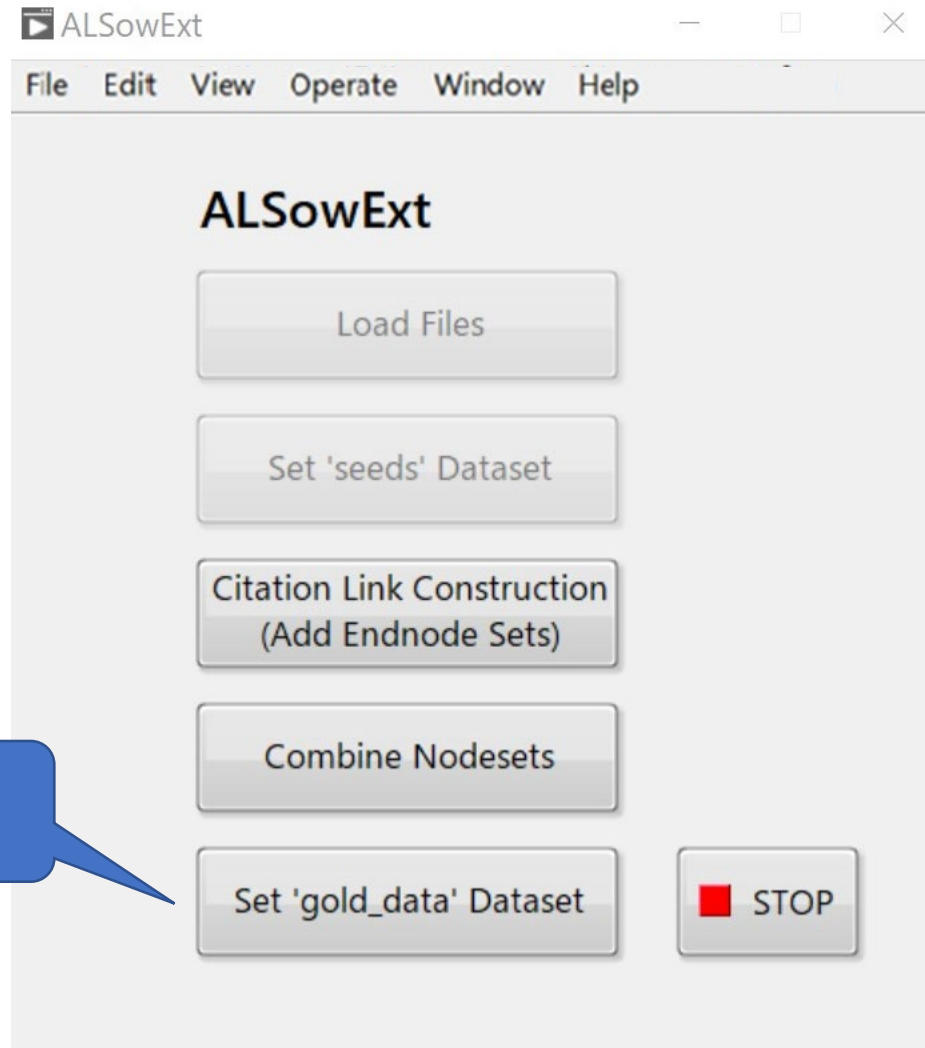 ALSowExt
File Edit View Operate Window Help
ALSowExt
Load Files
Set 'seeds' Dataset
Citation Link Construction
(Add Endnode Sets)
Combine Nodesets
Set 'gold_data' Dataset
STOP